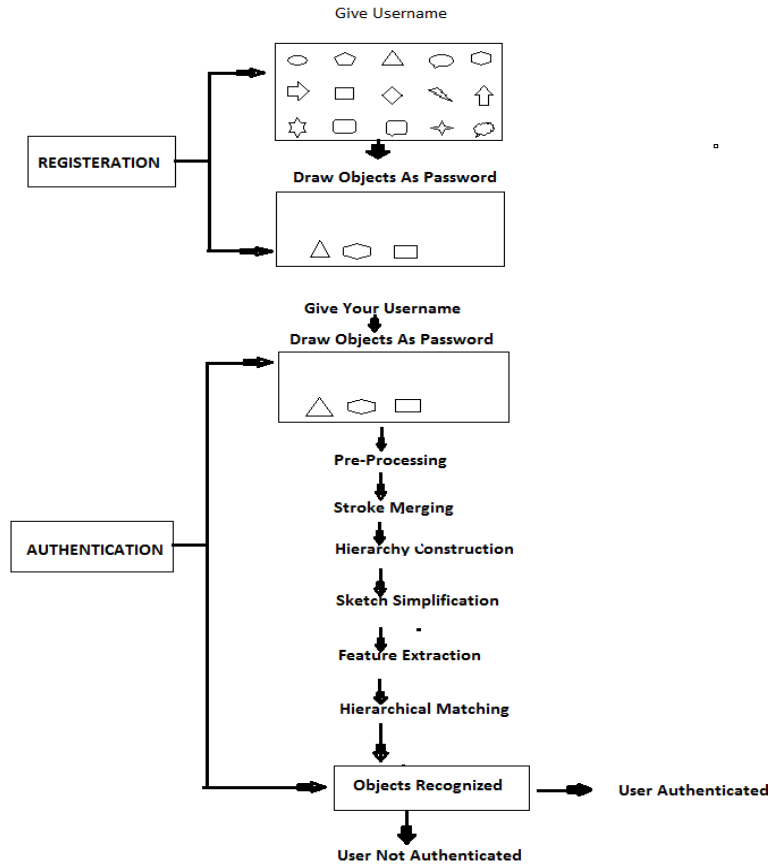 Give Username
REGISTERATION
Draw Objects As Password
Give Your Username
Draw Objects As Password
Pre-Processing
Stroke Merging
AUTHENTICATION
Hierarchy Construction
Sketch Simplification
Feature Extraction
Hierarchical Matching
Objects Recognized
User Authenticated
User Not Authenticated